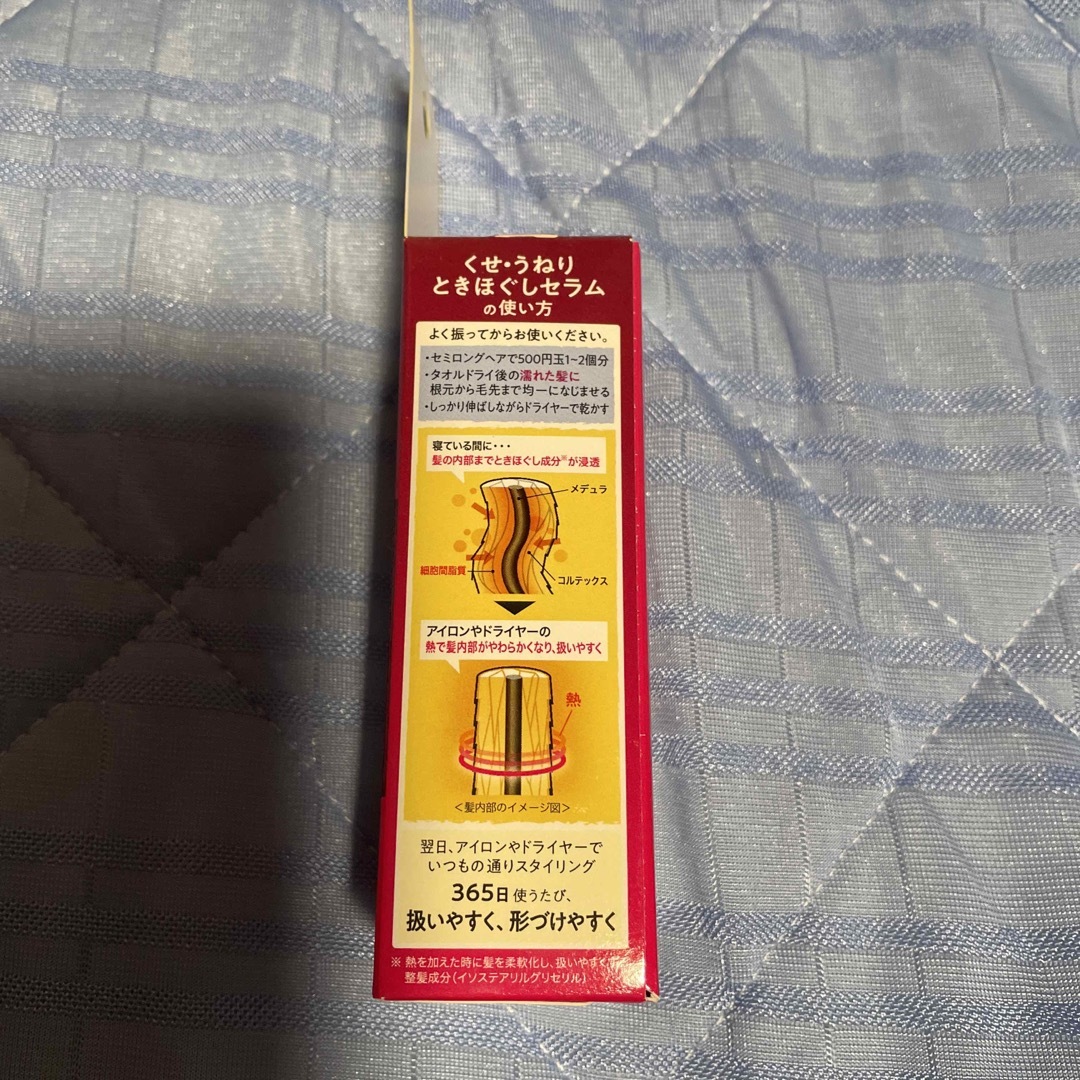 くせ・うねり
ときほぐしセラム
の使い方
よく振ってからお使いください。
・セミロングヘアで500円玉1~2個分
・タオルドライ後の濡れた髪に
根元から毛先まで均一になじませる
・しっかり伸ばしながらドライヤーで乾かす
寝ている間に・・・
髪の内部までときほぐし成分※が浸透
メデュラ
細胞間脂質
コルテックス
アイロンやドライヤーの
熱で髪内部がやわらかくなり、扱いやすく
熱
＜髪内部のイメージ図＞
翌日、アイロンやドライヤーで
いつもの通りスタイリング
365日 使うたび、
扱いやすく、形づけやすく
※ 熱を加えた時に髪を柔軟化し、扱いやすく
整髪成分（イソステアリルグリセリル）